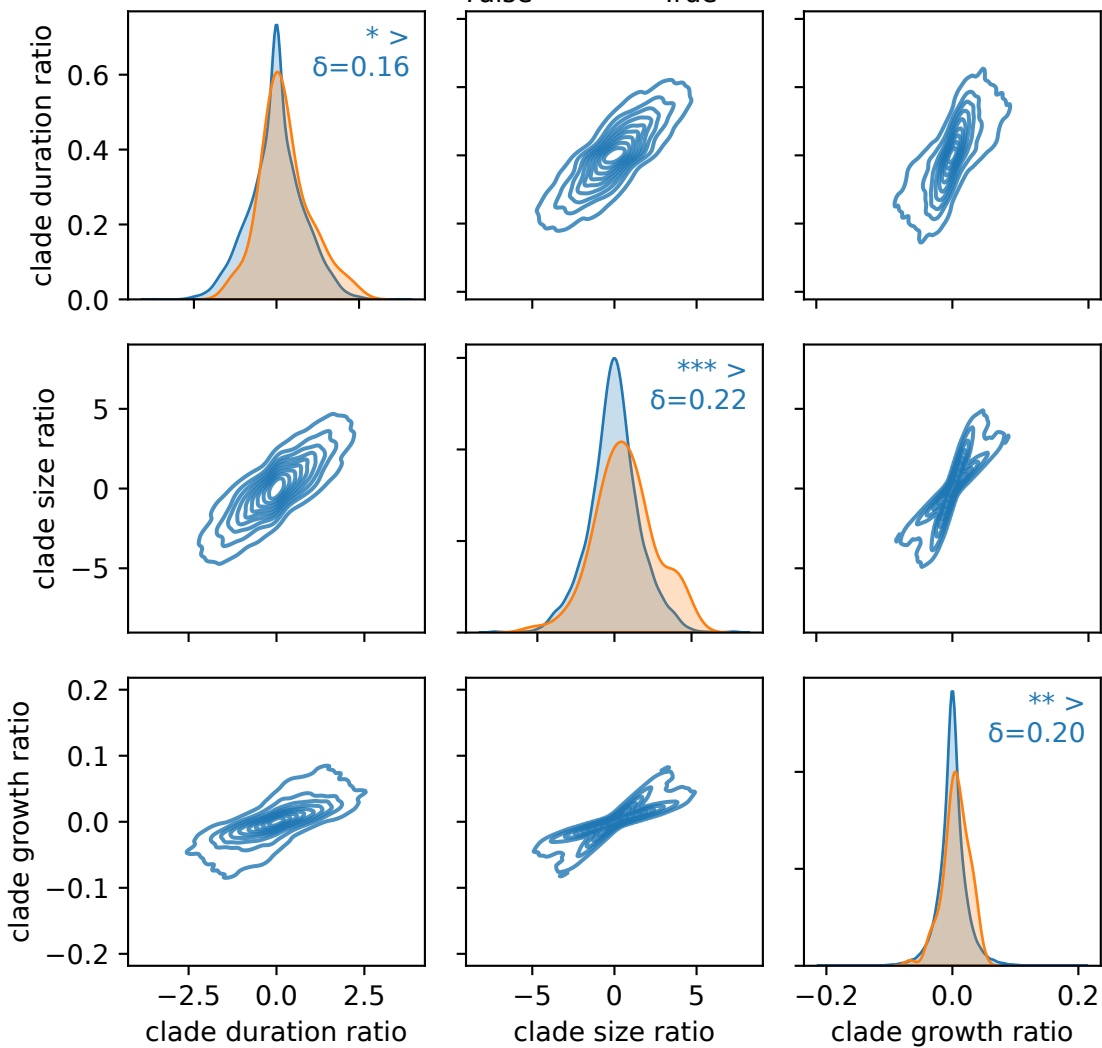 clade duration ratio
0.6
0.4
0.2
0.0
* >
δ=0.16
clade size ratio
5
0
−5
*** >
δ=0.22
clade growth ratio
0.2
0.1
0.0
−0.1
−0.2
** >
δ=0.20
−2.5 0.0 2.5
−5 0 5
−0.2 0.0 0.2
clade duration ratio
clade size ratio
clade growth ratio